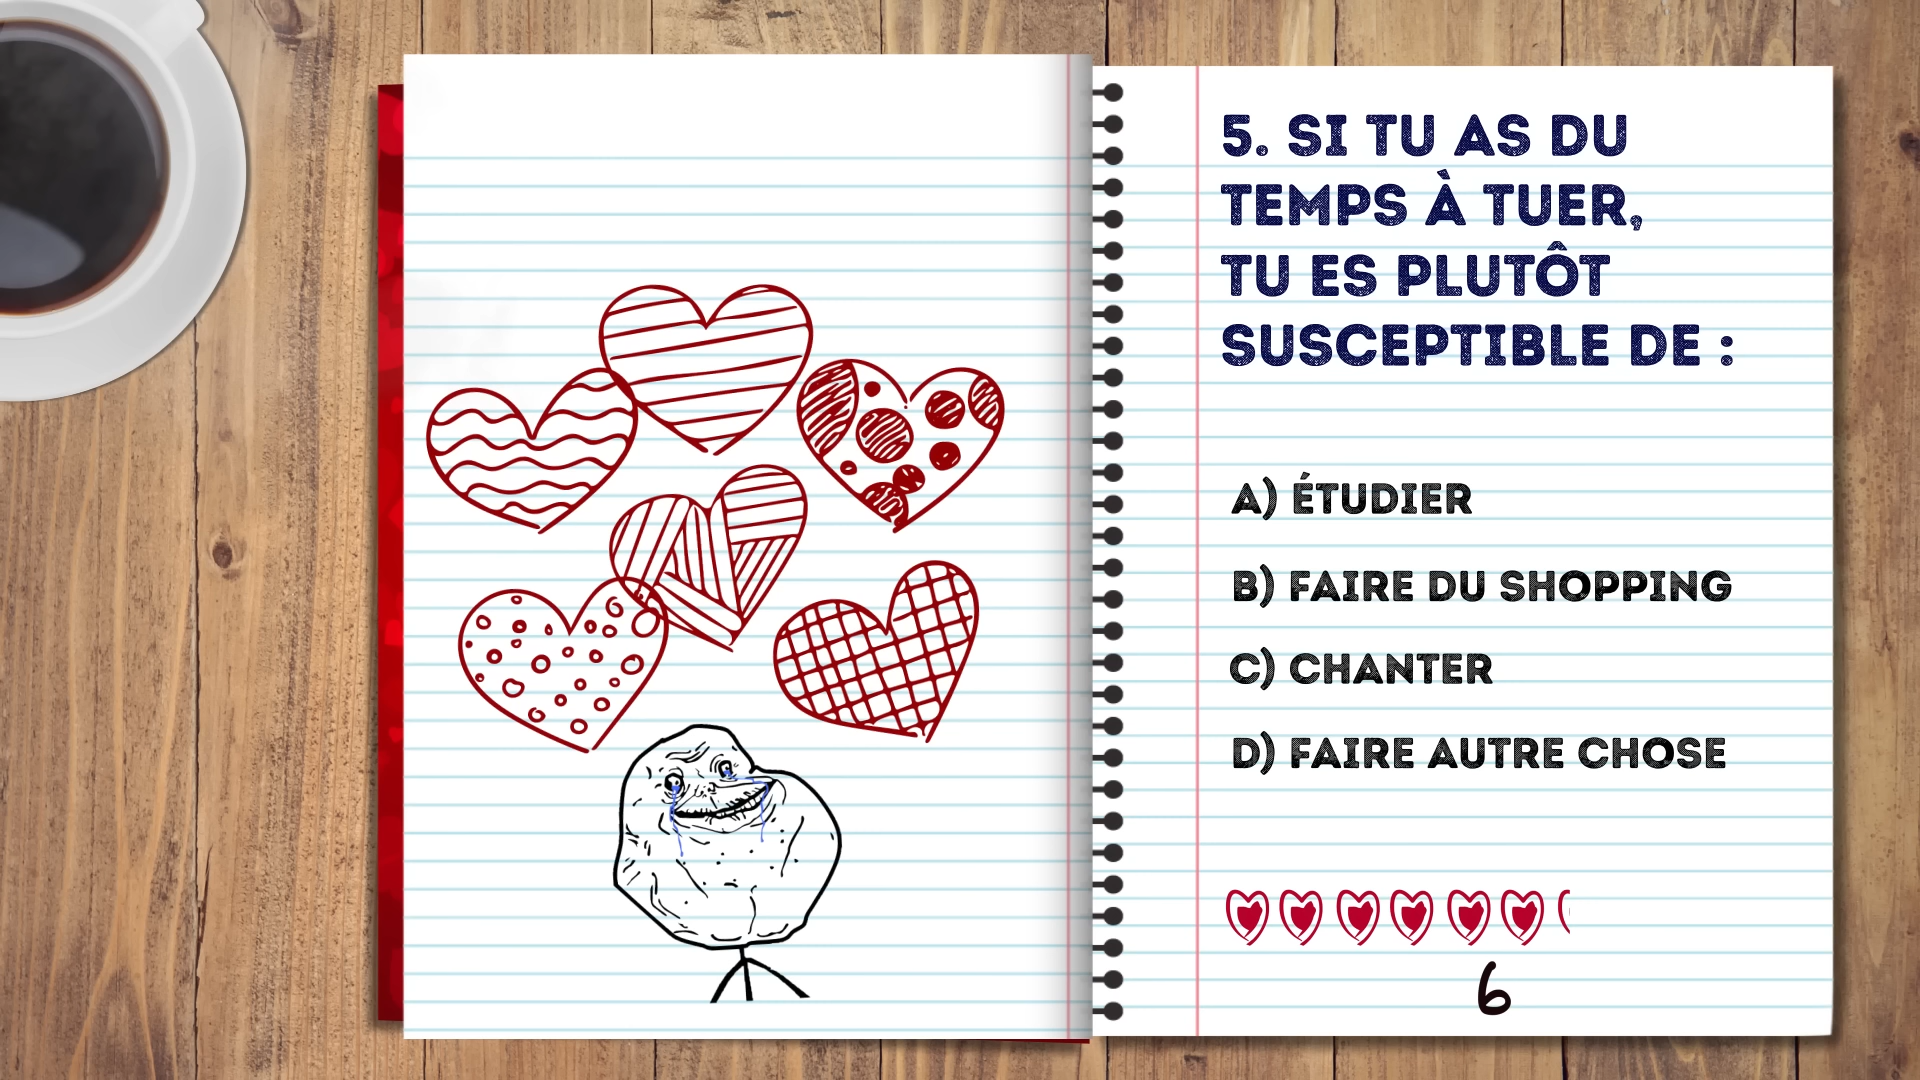 5. SI TU AS DU
TEMPS À TUER,
TU ES PLUTÔT
SUSCEPTIBLE DE :
A) ÉTUDIER
B) FAIRE DU SHOPPING
C) CHANTER
D) FAIRE AUTRE CHOSE
6